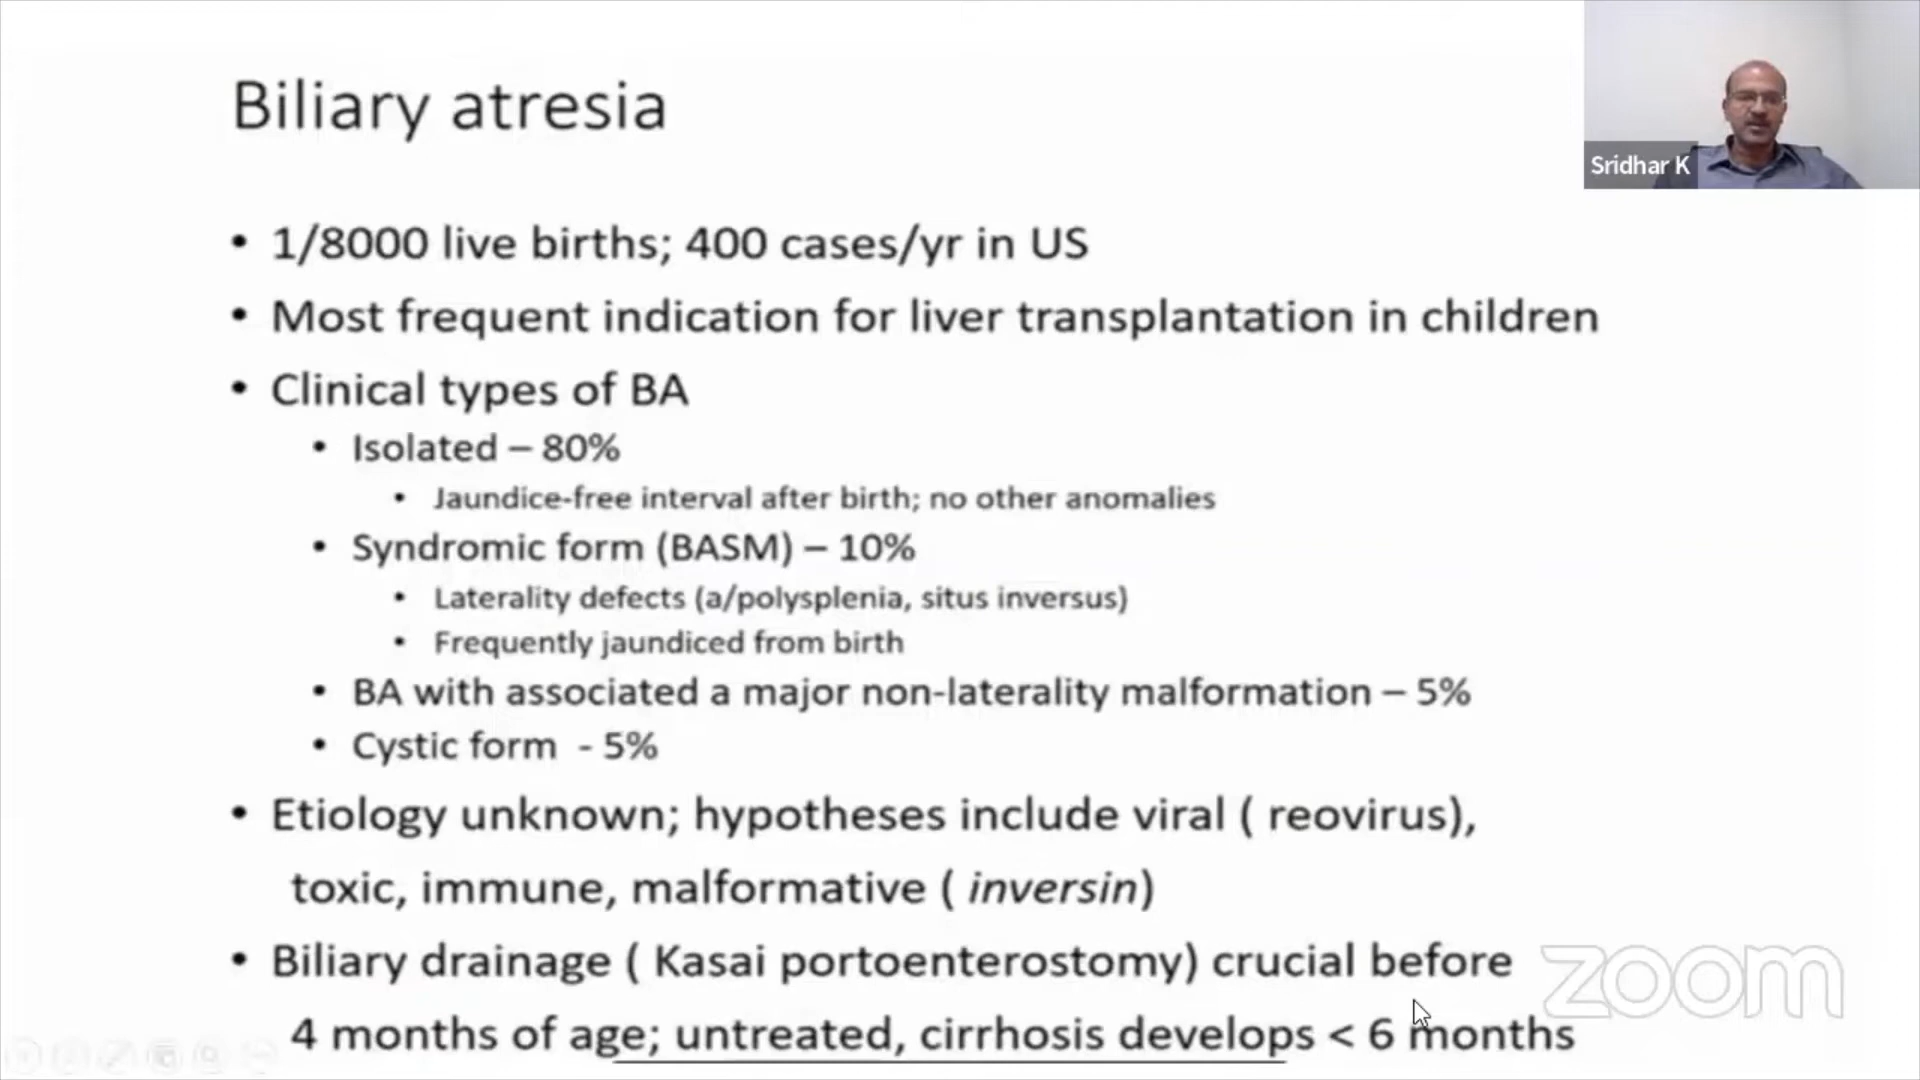 Biliary atresia
Sridhar K
• 1/8000 live births; 400 cases/yr in US
• Most frequent indication for liver transplantation in children
• Clinical types of BA
• Isolated – 80%
• Jaundice-free interval after birth; no other anomalies
• Syndromic form (BASM) – 10%
• Laterality defects (a/polysplenia, situs inversus)
• Frequently jaundiced from birth
• BA with associated a major non-laterality malformation – 5%
• Cystic form - 5%
• Etiology unknown; hypotheses include viral ( reovirus),
toxic, immune, malformative ( inversin)
• Biliary drainage ( Kasai portoenterostomy) crucial before
4 months of age; untreated, cirrhosis develops < 6 months
zoom